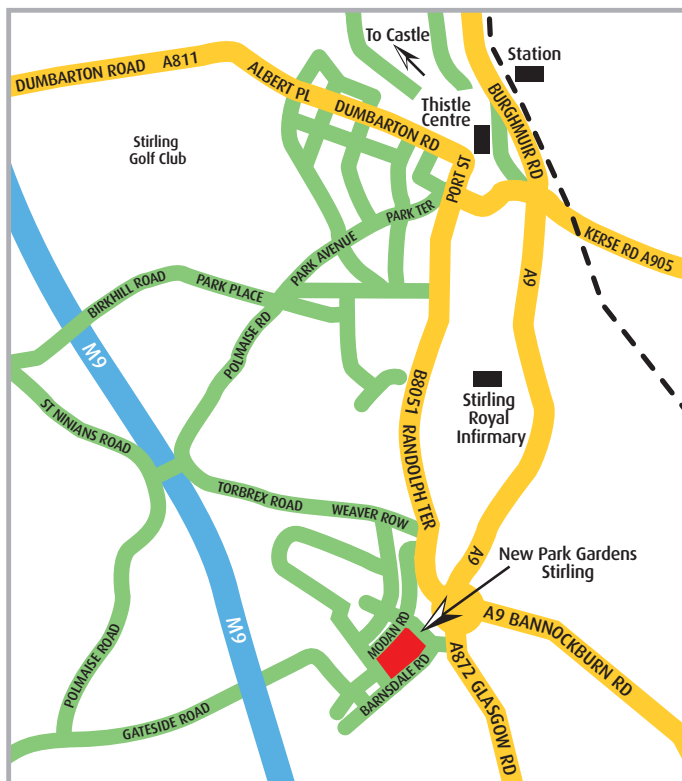 To Castle
Station
DUMBARTON ROAD A811
ALBERT PL
DUMBARTON RD
BURGHMUIR RD
Thistle
Centre
Stirling
Golf Club
PORT ST
PARK TER
KERSE RD A905
PARK AVENUE
A9
BIRKHILL ROAD
PARK PLACE
POLMAISE RD
M9
B8051 RANDOLPH TER
Stirling
Royal
Infirmary
ST NINIANS ROAD
TORBREX ROAD
WEAVER ROW
A9
New Park Gardens
Stirling
A9 BANNOCKBURN RD
M9
MODAN RD
BARNSDALE RD
A872 GLASGOW RD
POLMAISE ROAD
GATESIDE ROAD